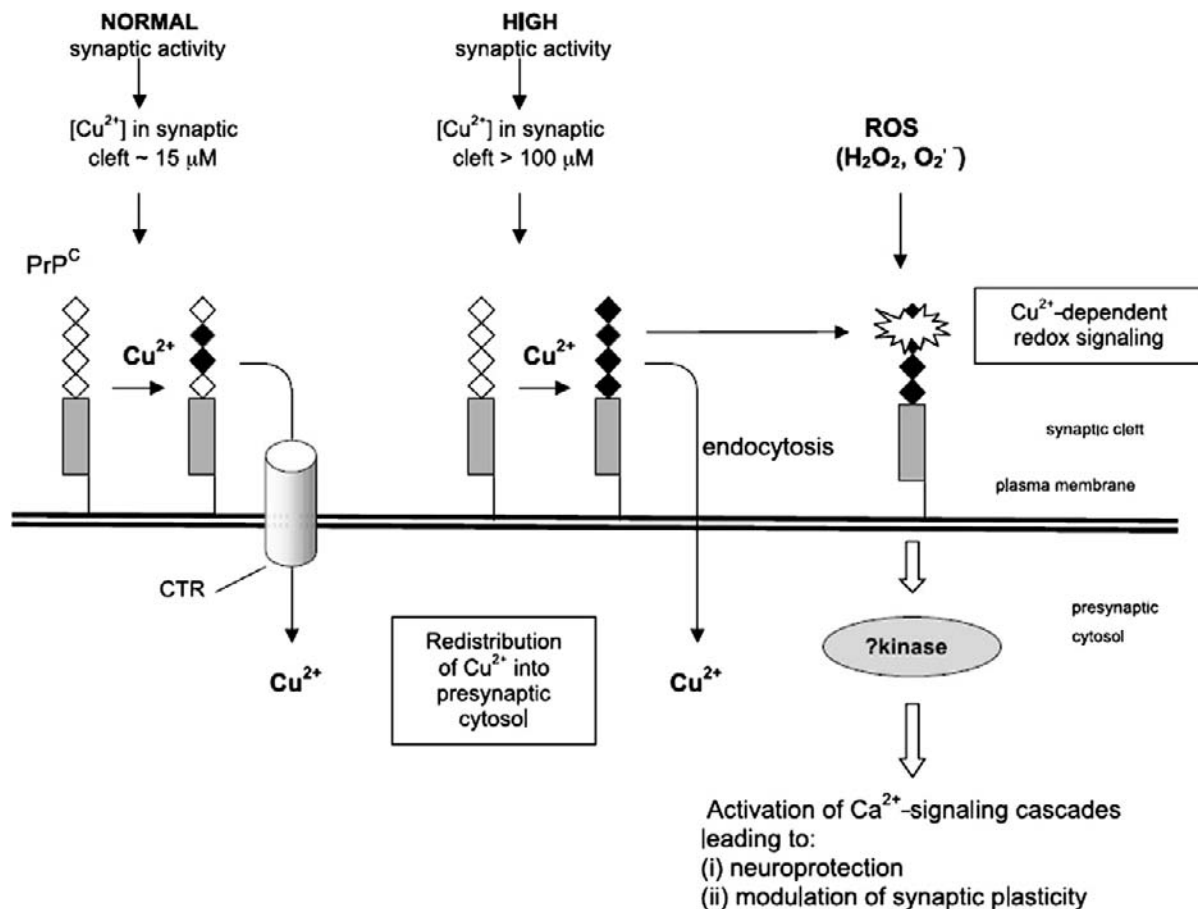 NORMAL
synaptic activity
[Cu²⁺] in synaptic
cleft ~ 15 μM
PrPᶜ
Cu²⁺
CTR
Cu²⁺
HIGH
synaptic activity
[Cu²⁺] in synaptic
cleft > 100 μM
Cu²⁺
endocytosis
Redistribution
of Cu²⁺ into
presynaptic
cytosol
Cu²⁺
ROS
(H₂O₂, O₂˙⁻)
Cu²⁺-dependent
redox signaling
synaptic cleft
plasma membrane
presynaptic
cytosol
?kinase
Activation of Ca²⁺-signaling cascades
leading to:
(i) neuroprotection
(ii) modulation of synaptic plasticity